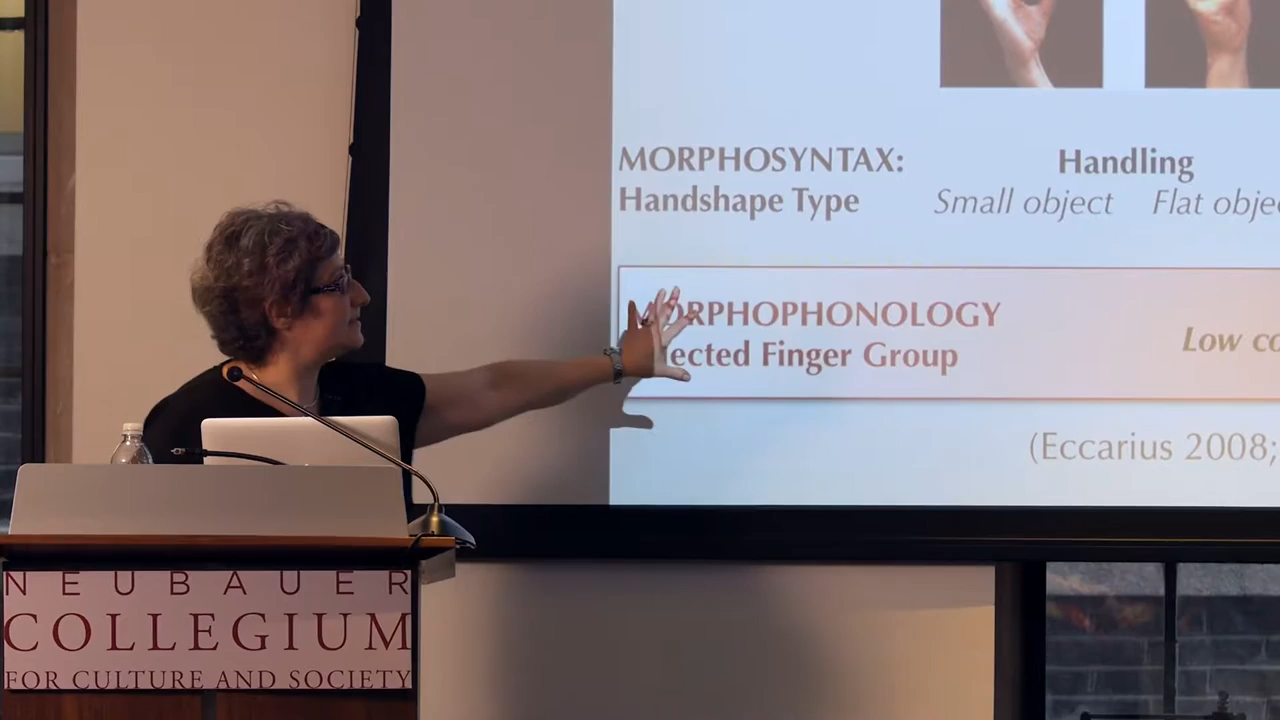 MORPHOSYNTAX: Handling
Handshape Type Small object Flat obje
MORPHOPHONOLOGY
ected Finger Group Low co
(Eccarius 2008;
NEUBAUER
COLLEGIUM
FOR CULTURE AND SOCIETY